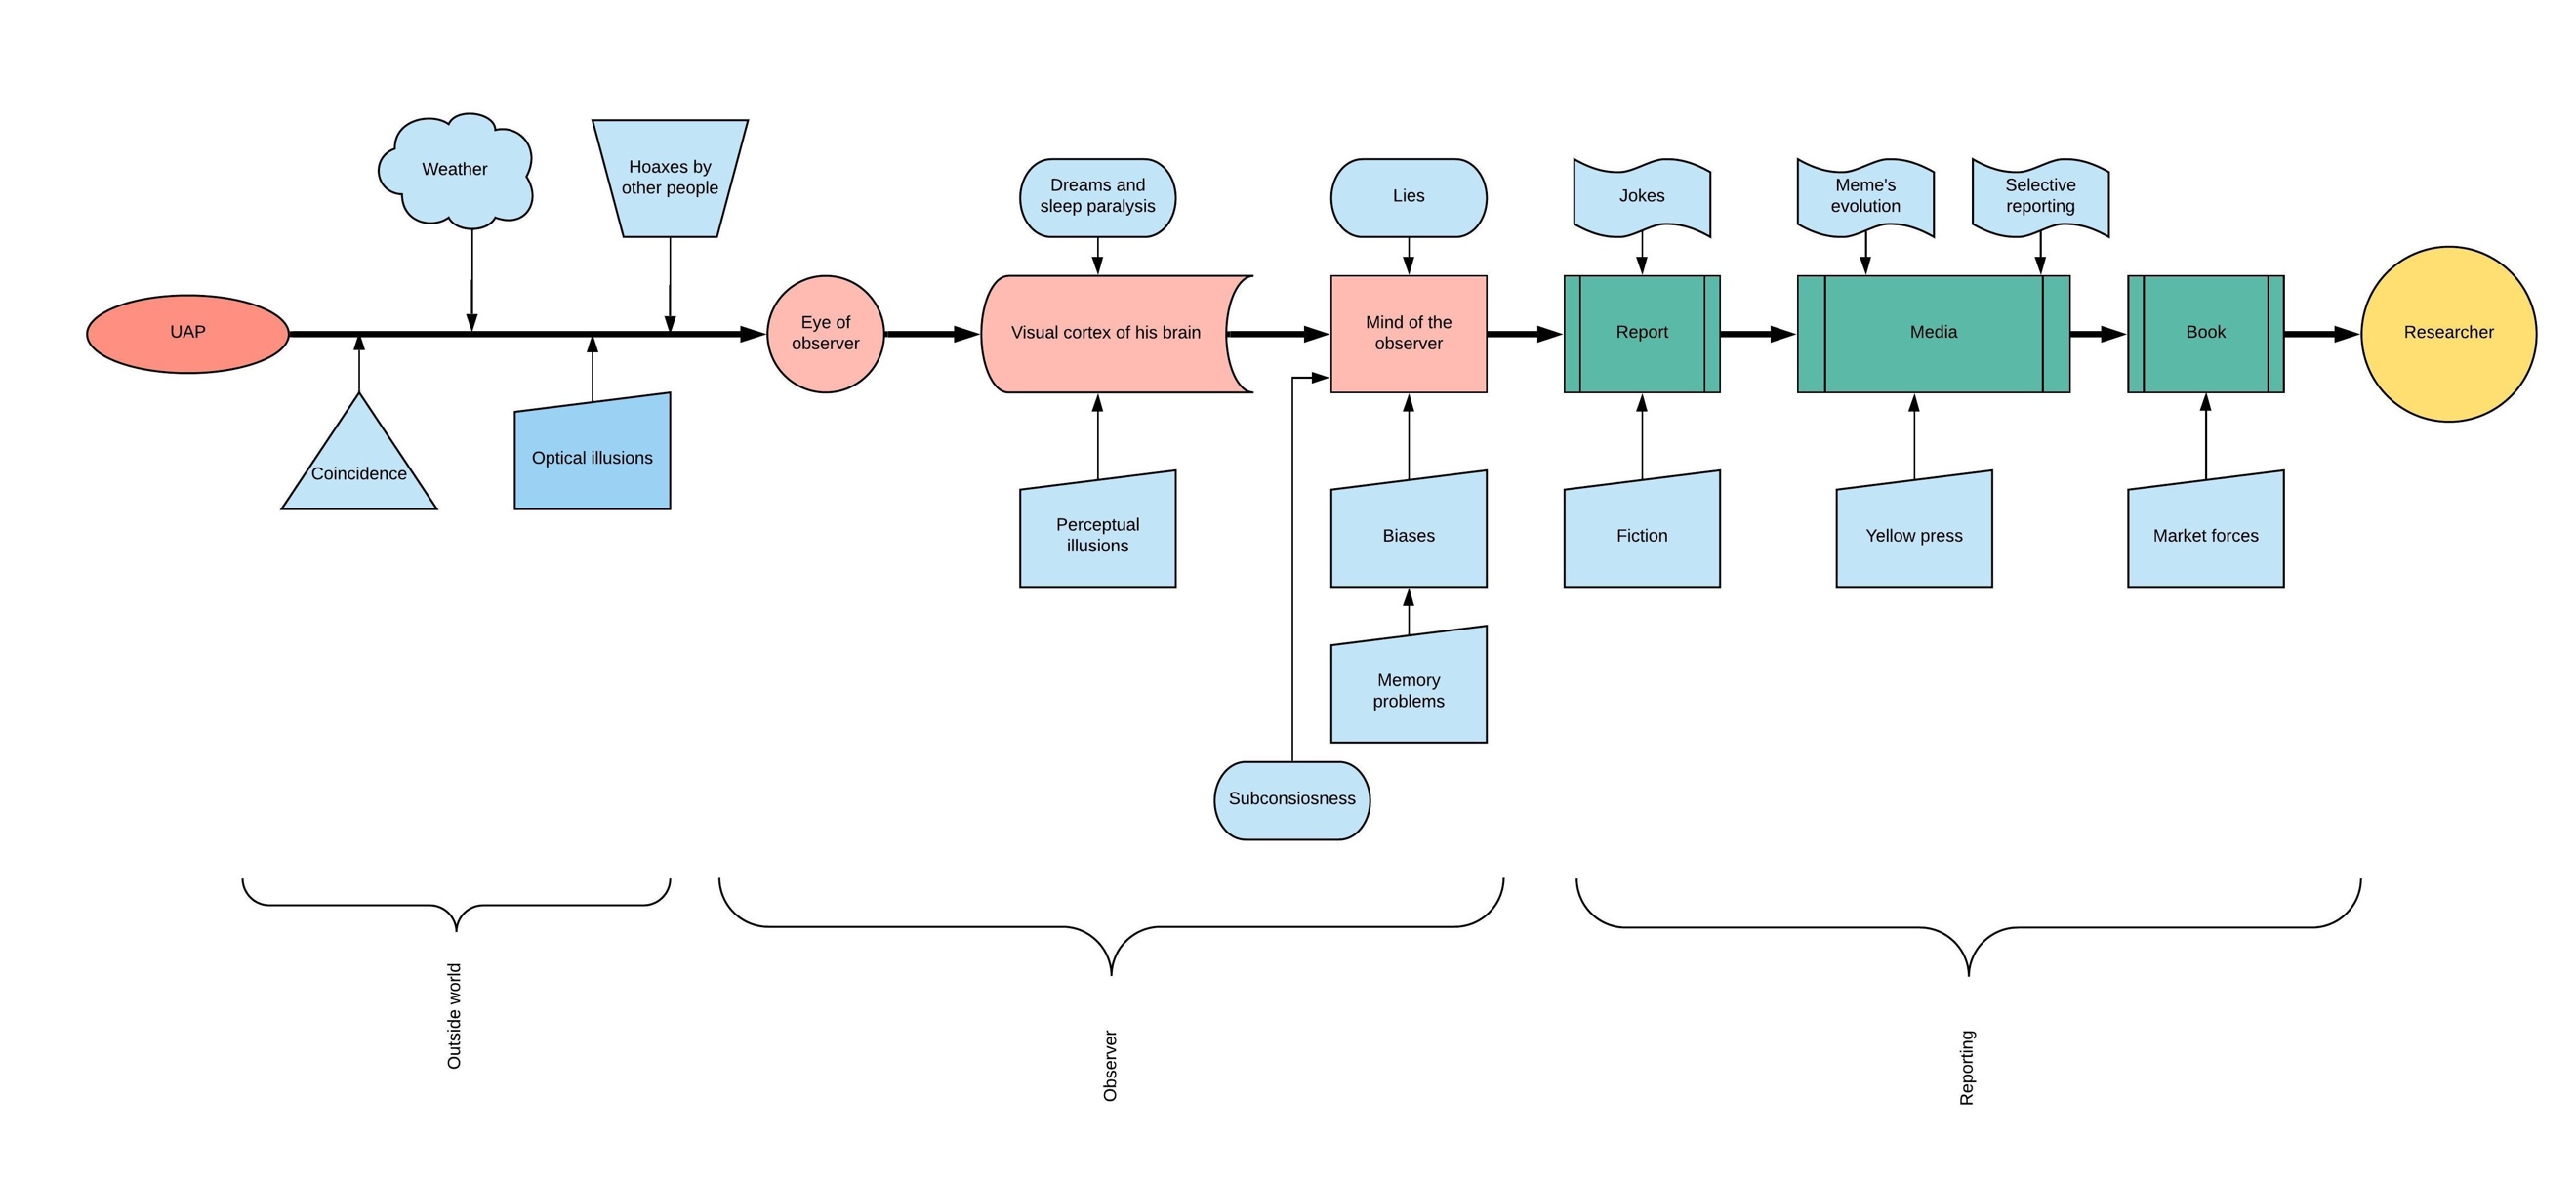 Weather
Hoaxes by
other people
Dreams and
sleep paralysis
Lies
Jokes
Meme's
evolution
Selective
reporting
UAP
Eye of
observer
Visual cortex of his brain
Mind of the
observer
Report
Media
Book
Researcher
Coincidence
Optical illusions
Perceptual
illusions
Biases
Fiction
Yellow press
Market forces
Memory
problems
Subconsiosness
Outside world
Observer
Reporting